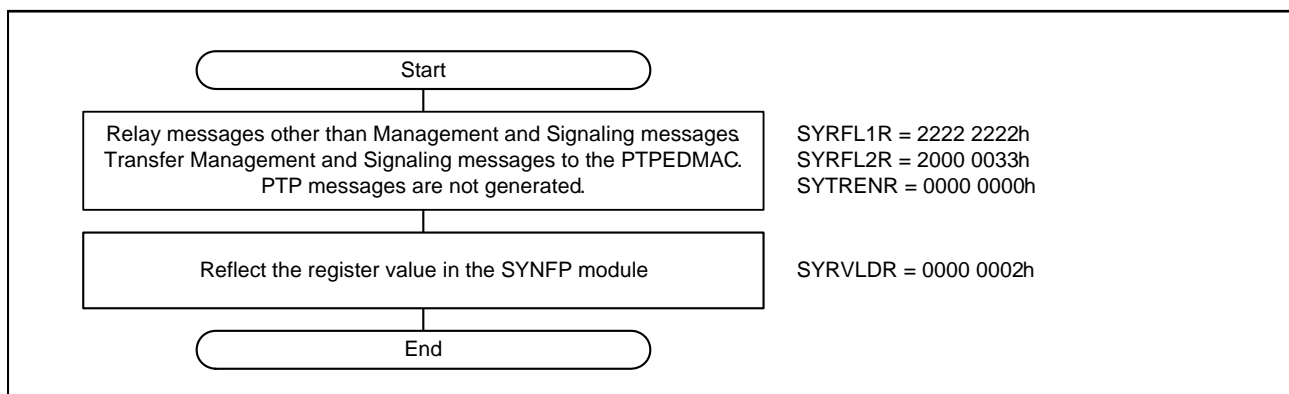 Start
Relay messages other than Management and Signaling messages.
Transfer Management and Signaling messages to the PTPEDMAC.
PTP messages are not generated.
SYRFL1R = 2222 2222h
SYRFL2R = 2000 0033h
SYTRENR = 0000 0000h
Reflect the register value in the SYNFP module
SYRVLDR = 0000 0002h
End